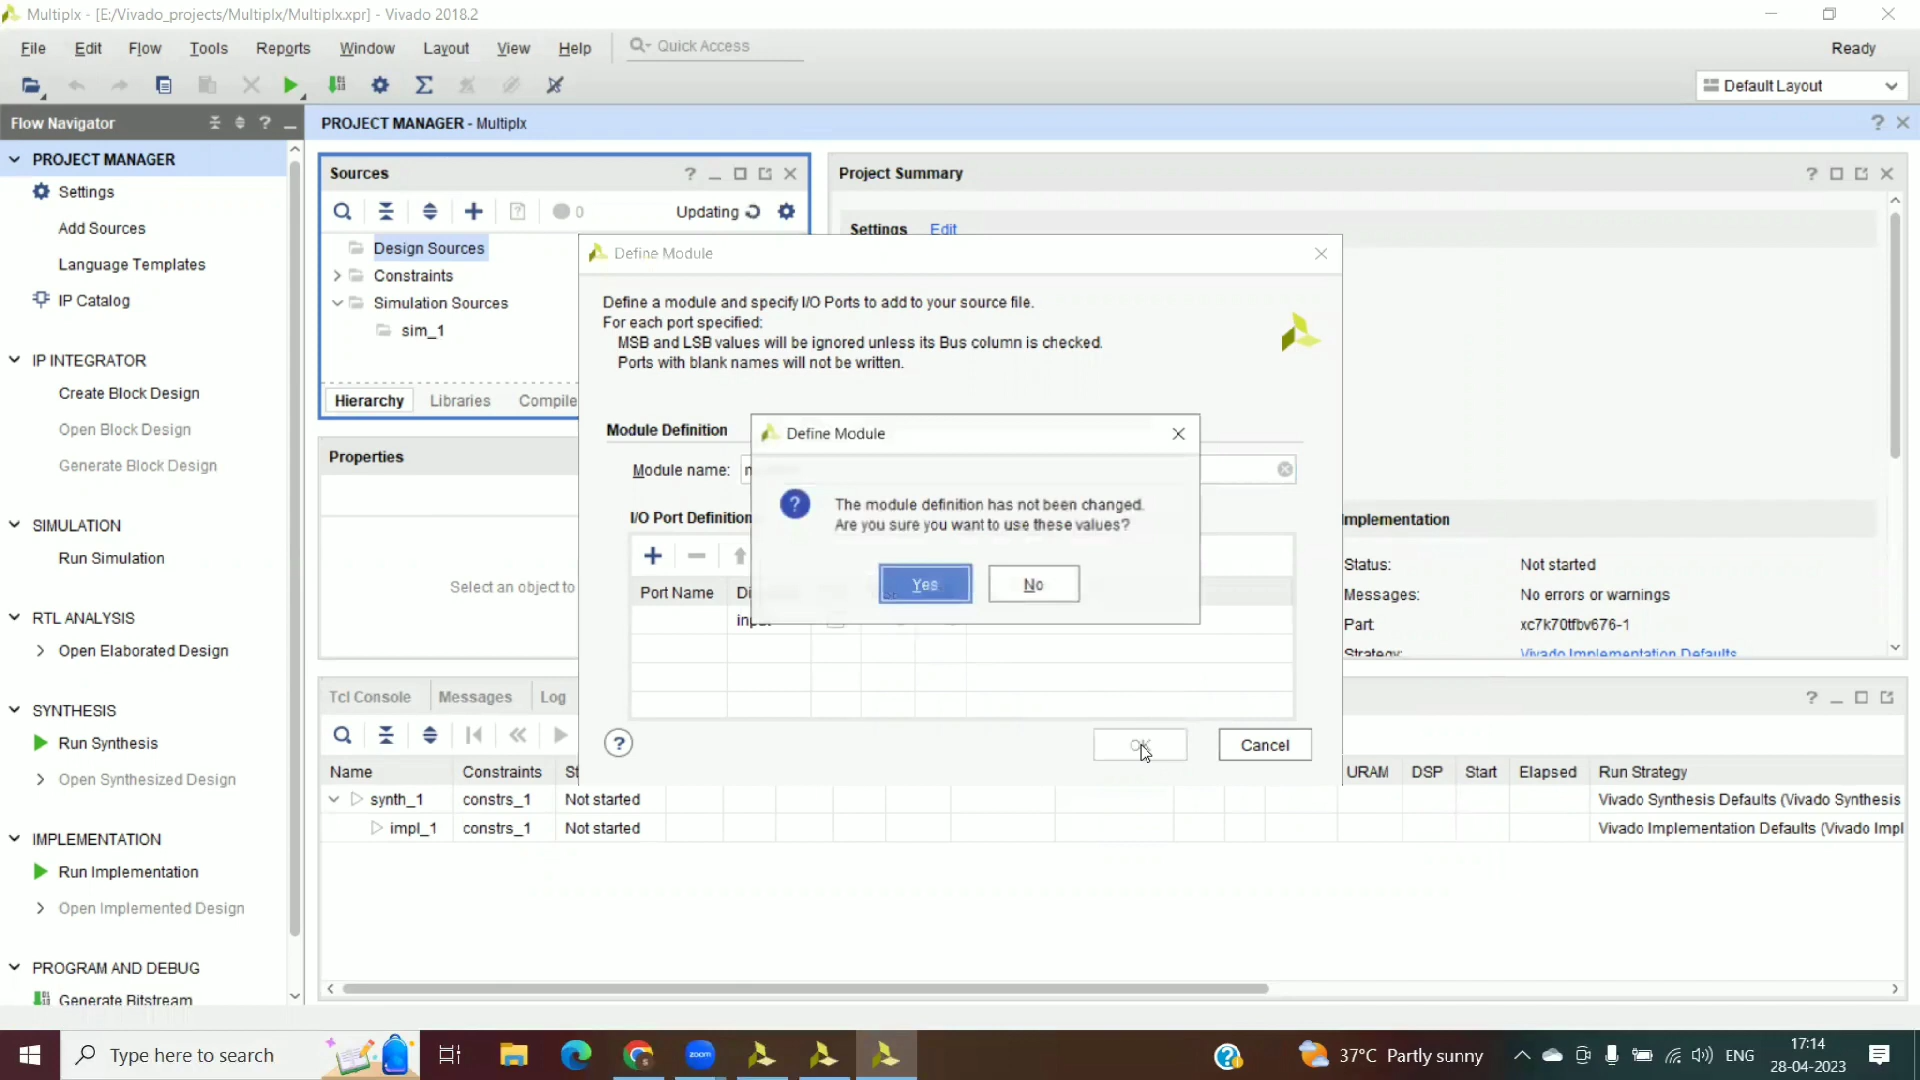 Multiplx - [E:/Vivado_projects/Multiplx/Multiplx.xpr] - Vivado 2018.2
File Edit Flow Tools Reports Window Layout View Help Quick Access Ready
Default Layout
Flow Navigator
PROJECT MANAGER - Multiplx
PROJECT MANAGER
Settings
Add Sources
Language Templates
IP Catalog
IP INTEGRATOR
Create Block Design
Open Block Design
Generate Block Design
SIMULATION
Run Simulation
RTL ANALYSIS
Open Elaborated Design
SYNTHESIS
Run Synthesis
Open Synthesized Design
IMPLEMENTATION
Run Implementation
Open Implemented Design
PROGRAM AND DEBUG
Generate Bitstream
Sources
0 Updating
Design Sources
Constraints
Simulation Sources
sim_1
Hierarchy Libraries Compile
Properties
Select an object to
Project Summary
Settings Edit
Implementation
Status: Not started
Messages: No errors or warnings
Part xc7k70tfbv676-1
Strategy: Vivado Implementation Defaults
Define Module
Define a module and specify I/O Ports to add to your source file.
For each port specified:
MSB and LSB values will be ignored unless its Bus column is checked.
Ports with blank names will not be written.
Module Definition
Module name:
I/O Port Definition
Port Name
OK Cancel
Define Module
The module definition has not been changed.
Are you sure you want to use these values?
Yes No
Tcl Console Messages Log
Name Constraints St URAM DSP Start Elapsed Run Strategy
synth_1 constrs_1 Not started Vivado Synthesis Defaults (Vivado Synthesis
impl_1 constrs_1 Not started Vivado Implementation Defaults (Vivado Impl
Type here to search
zoom
37°C Partly sunny
ENG
17:14
28-04-2023